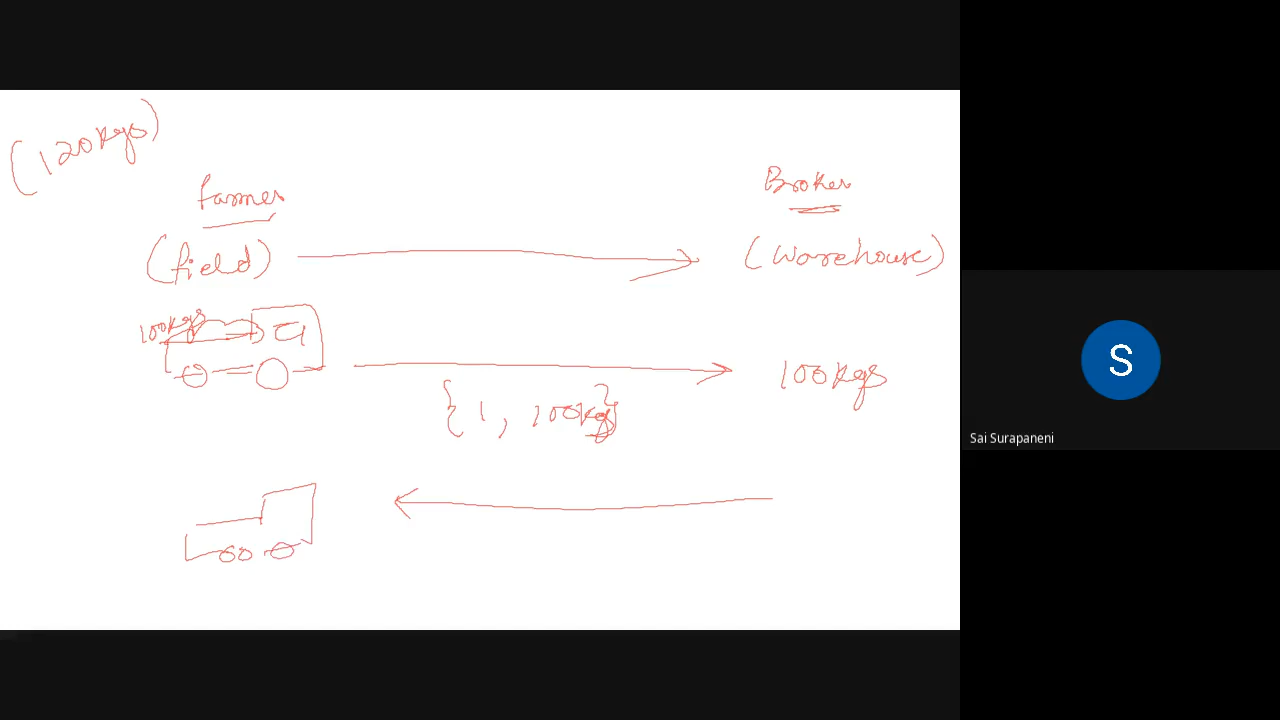 (120kgs)
farmer
Broker
(field)
(Warehouse)
100kgs
100kgs
{1, 100kg}
S
Sai Surapaneni